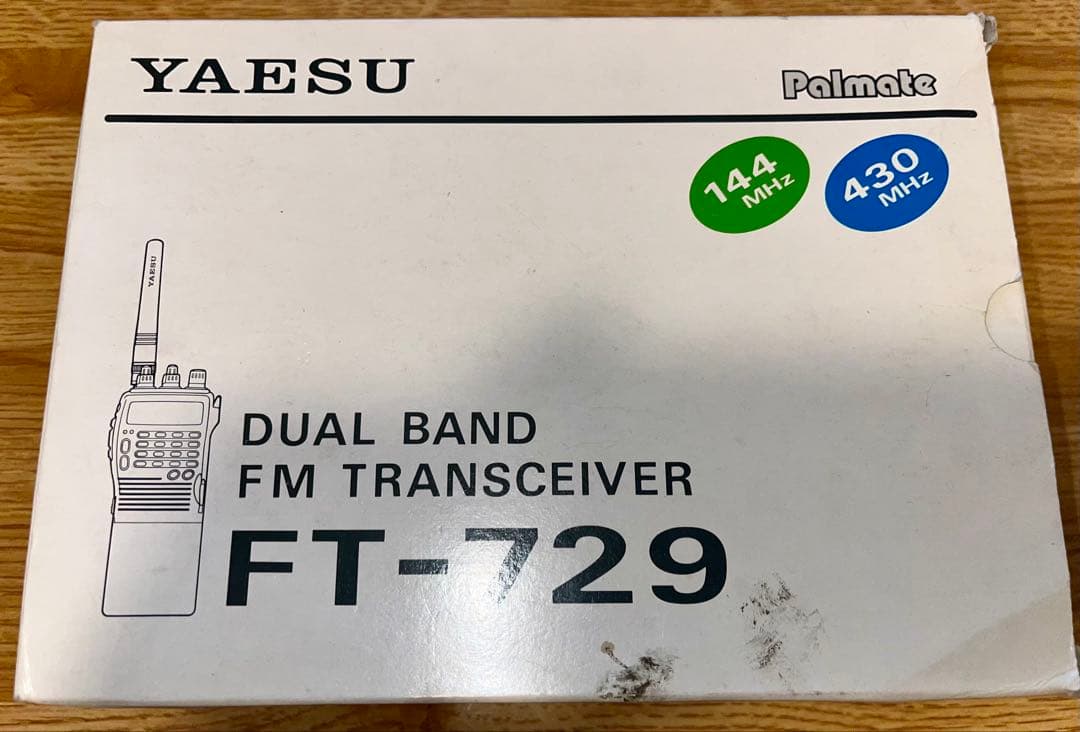 YAESU
Palmate
144
MHz
430
MHz
YAESU
DUAL BAND
FM TRANSCEIVER
FT-729